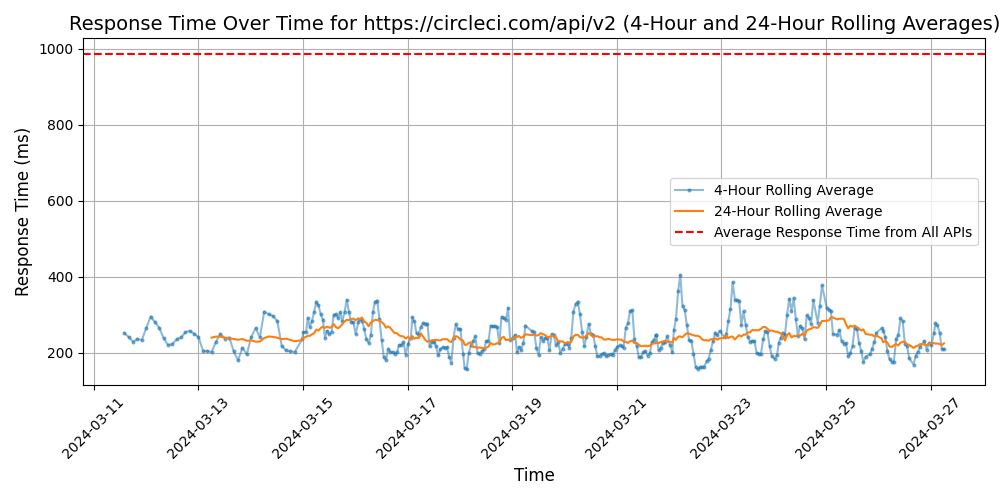 Response Time Over Time for https://circleci.com/api/v2 (4-Hour and 24-Hour Rolling Averages)
Response Time (ms)
1000
800
600
400
200
4-Hour Rolling Average
24-Hour Rolling Average
Average Response Time from All APIs
2024-03-11
2024-03-13
2024-03-15
2024-03-17
2024-03-19
2024-03-21
2024-03-23
2024-03-25
2024-03-27
Time